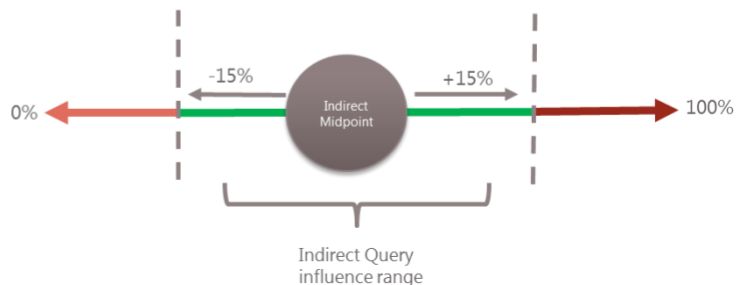 -15%
+15%
0%
Indirect
Midpoint
100%
Indirect Query
influence range